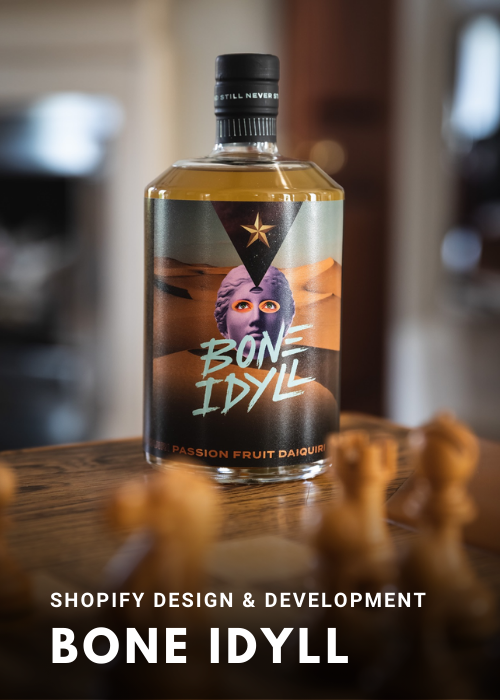 STILL NEVER
BONE
IDYLL
PASSION FRUIT DAIQUIRI
SHOPIFY DESIGN & DEVELOPMENT
BONE IDYLL